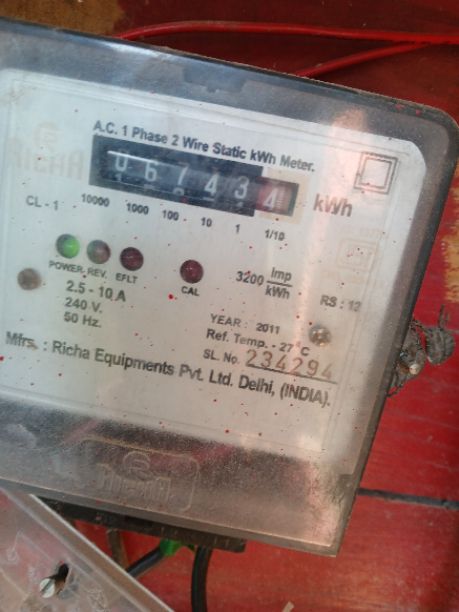 A.C. 1 Phase 2 Wire Static kWh Meter.
067434 kWh
CL - 1 10000 1000 100 10 1 1/10
POWER REV. EFLT CAL 3200 Imp/kWh
RS : 12
2.5 - 10 A
240 V.
50 Hz.
YEAR : 2011
Ref. Temp. - 27°C
SL. No. 234294
Mfrs. : Richa Equipments Pvt. Ltd. Delhi, (INDIA).